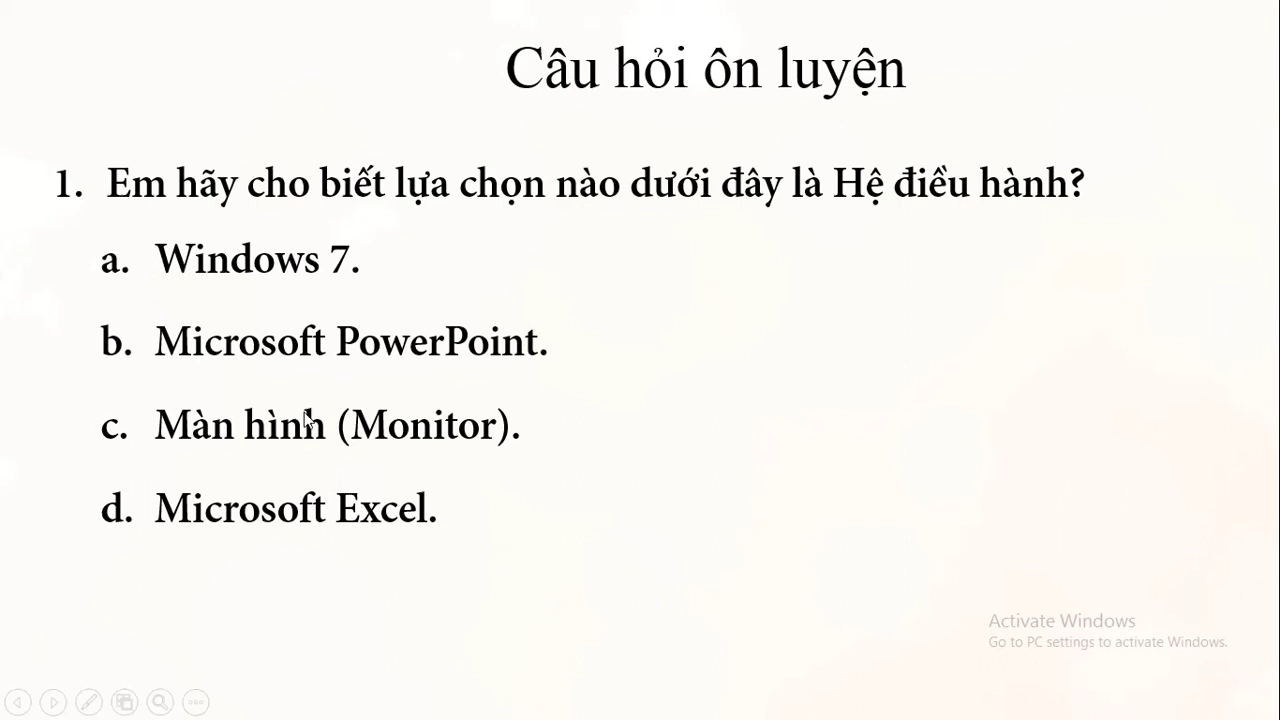 Câu hỏi ôn luyện
1. Em hãy cho biết lựa chọn nào dưới đây là Hệ điều hành?
a. Windows 7.
b. Microsoft PowerPoint.
c. Màn hình (Monitor).
d. Microsoft Excel.
Activate Windows
Go to PC settings to activate Windows.